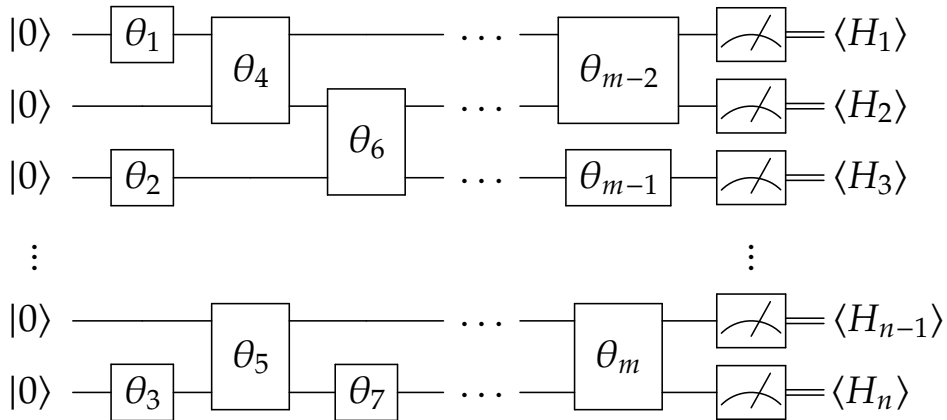 |0⟩ θ₁ θ₄ ··· θₘ₋₂ ⟨H₁⟩
|0⟩ θ₆ ··· ⟨H₂⟩
|0⟩ θ₂ ··· θₘ₋₁ ⟨H₃⟩
⋮ ⋮
|0⟩ θ₅ ··· θₘ ⟨Hₙ₋₁⟩
|0⟩ θ₃ θ₇ ··· ⟨Hₙ⟩